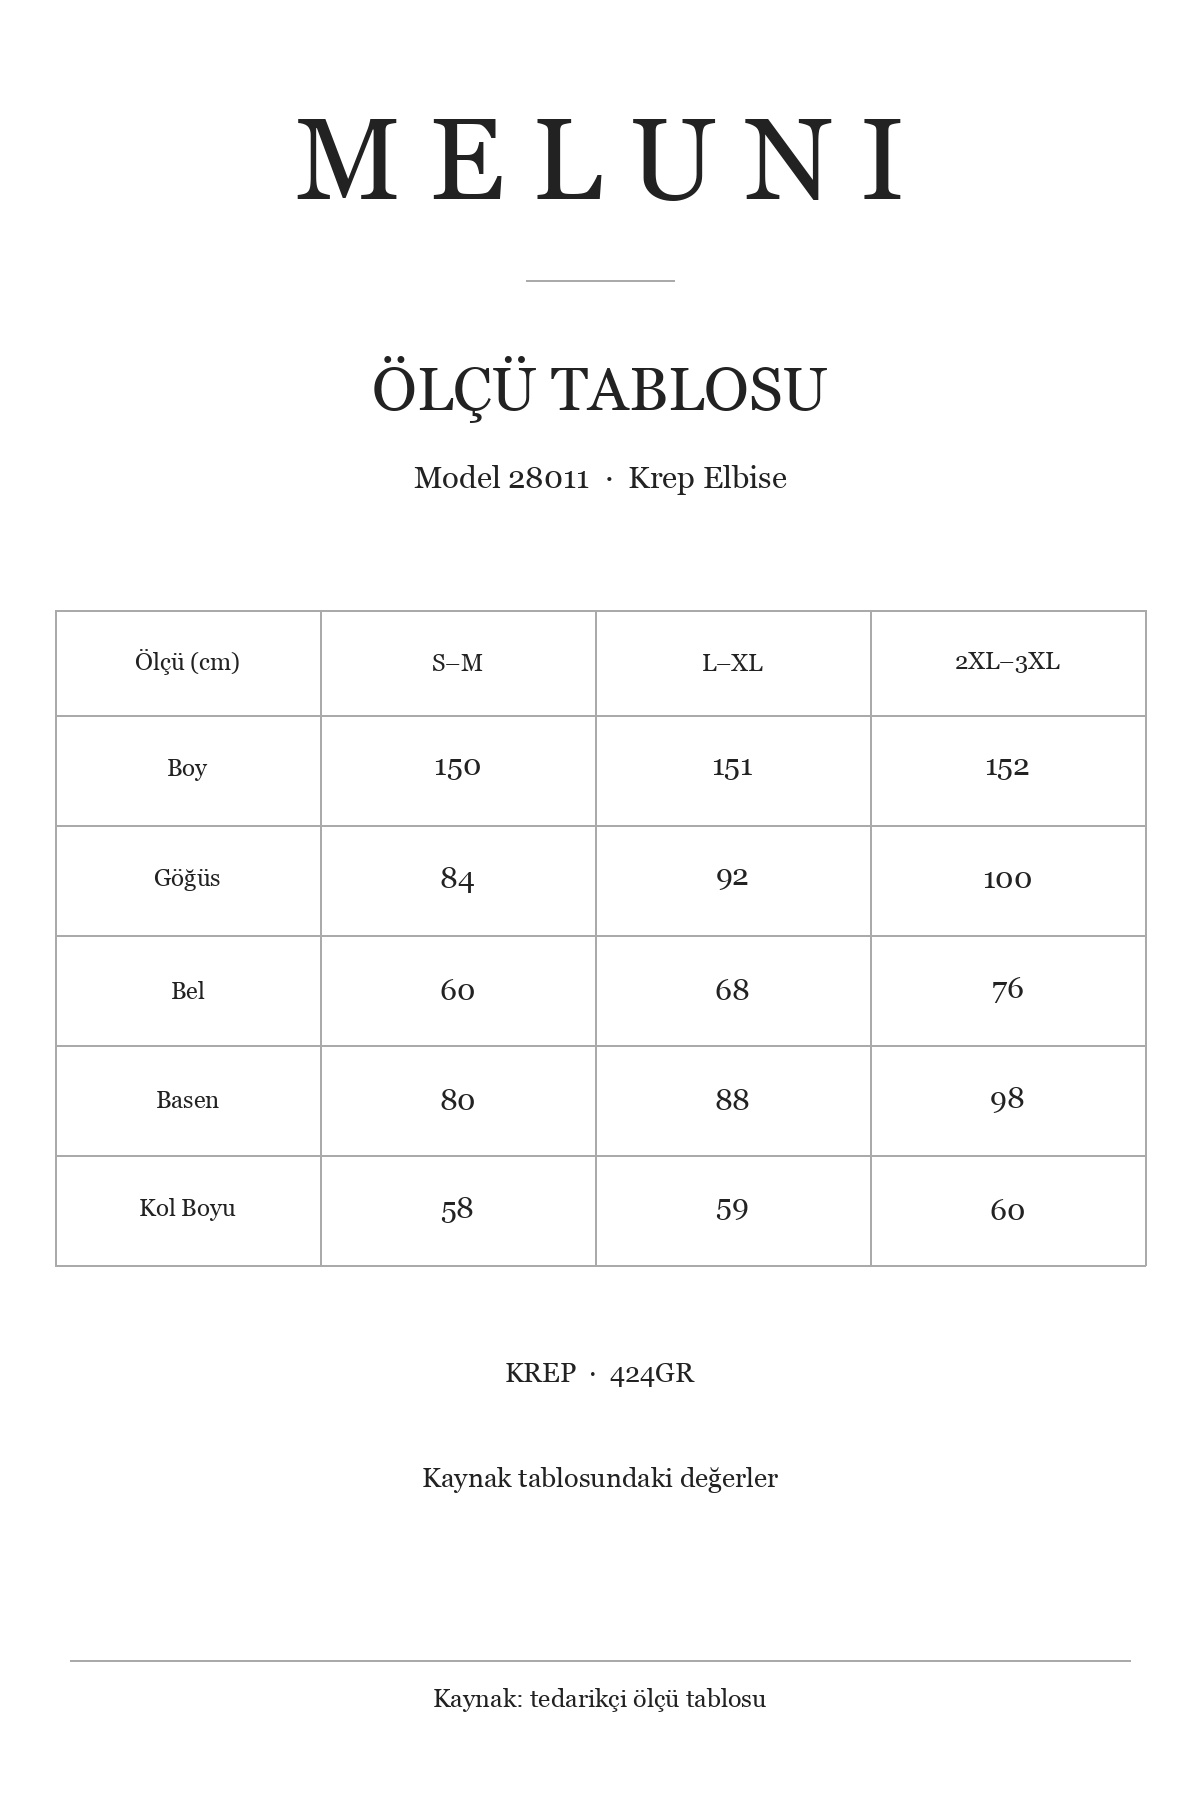 MELUNI
ÖLÇÜ TABLOSU
Model 28011 · Krep Elbise
Ölçü (cm) S–M L–XL 2XL–3XL
Boy 150 151 152
Göğüs 84 92 100
Bel 60 68 76
Basen 80 88 98
Kol Boyu 58 59 60
KREP · 424GR
Kaynak tablosundaki değerler
Kaynak: tedarikçi ölçü tablosu